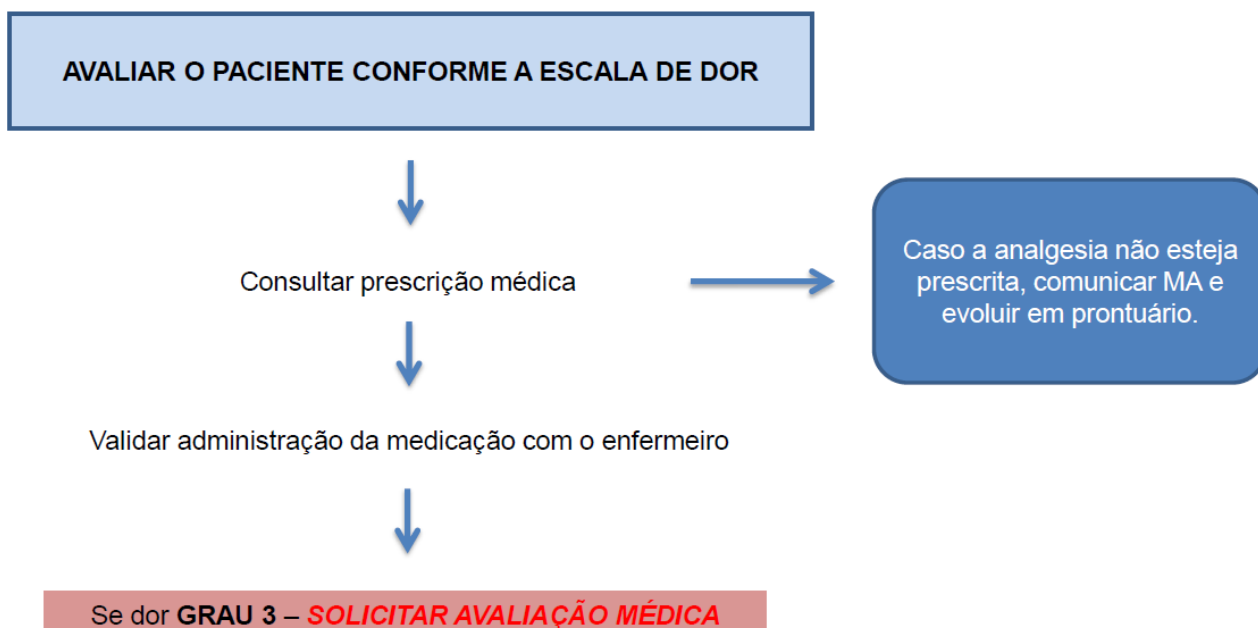 AVALIAR O PACIENTE CONFORME A ESCALA DE DOR
Consultar prescrição médica
Caso a analgesia não esteja
prescrita, comunicar MA e
evoluir em prontuário.
Validar administração da medicação com o enfermeiro
Se dor GRAU 3 – SOLICITAR AVALIAÇÃO MÉDICA